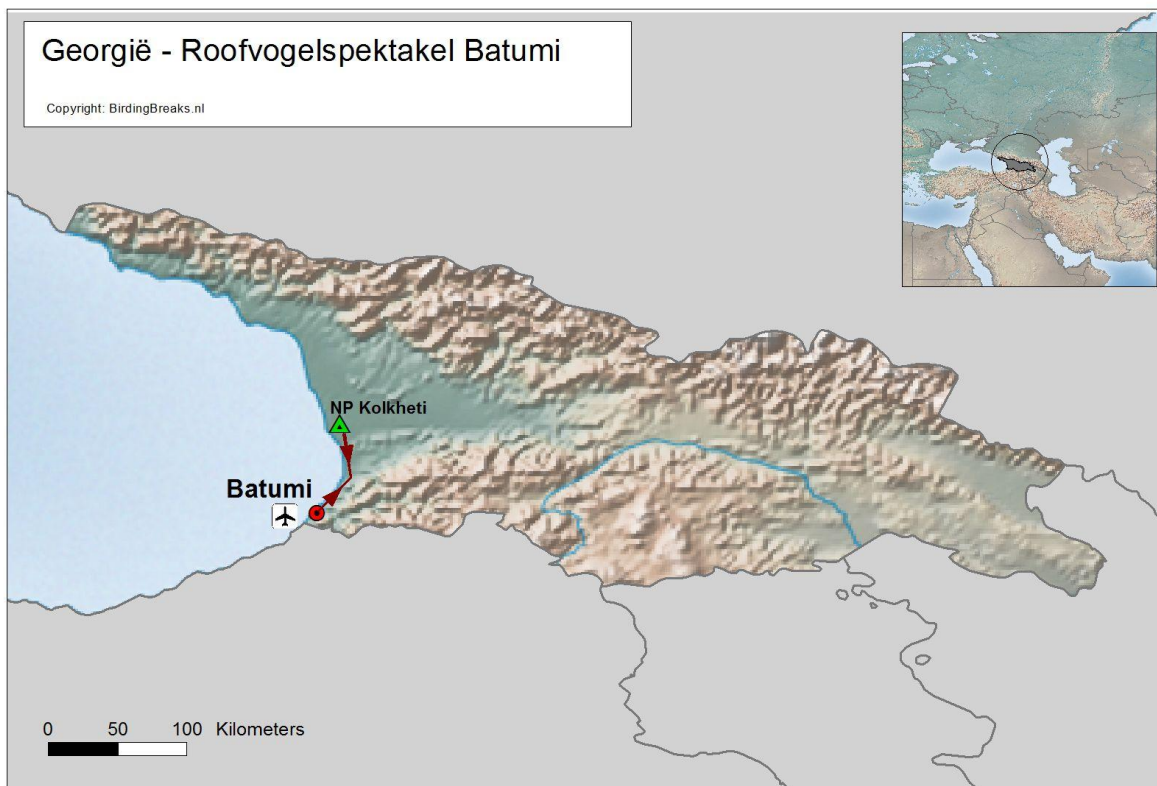 Georgië - Roofvogelspektakel Batumi
Copyright: BirdingBreaks.nl
NP Kolkheti
Batumi
0 50 100 Kilometers